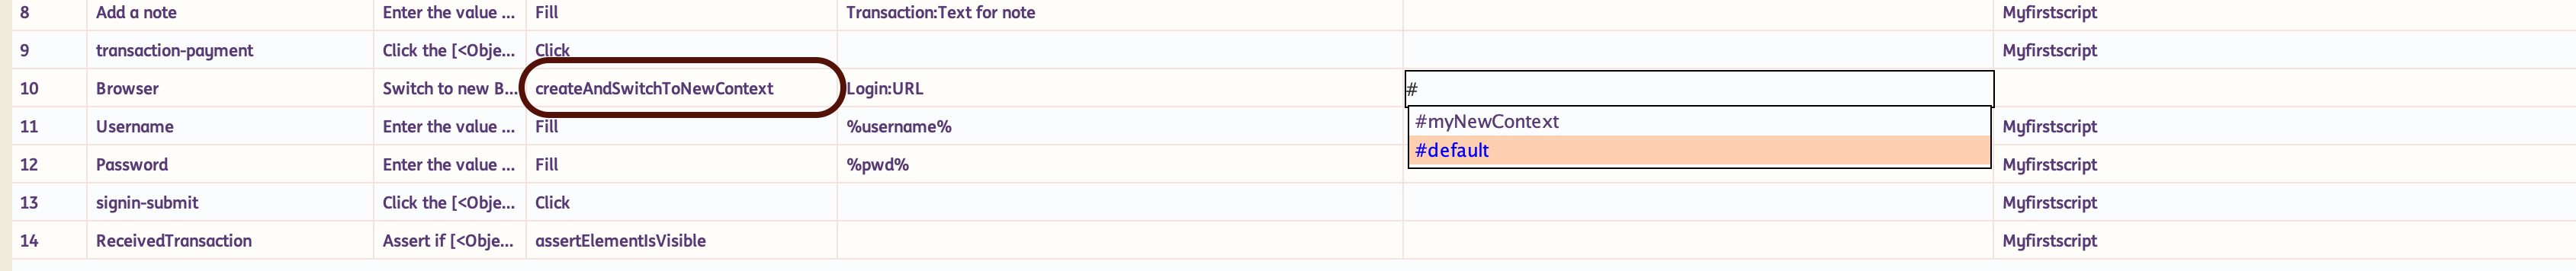 8 Add a note Enter the value ... Fill Transaction:Text for note Myfirstscript
9 transaction-payment Click the [<Obje... Click Myfirstscript
10 Browser Switch to new B... createAndSwitchToNewContext Login:URL #
#myNewContext
11 Username Enter the value ... Fill %username% Myfirstscript
#default
12 Password Enter the value ... Fill %pwd% Myfirstscript
13 signin-submit Click the [<Obje... Click Myfirstscript
14 ReceivedTransaction Assert if [<Obje... assertElementIsVisible Myfirstscript